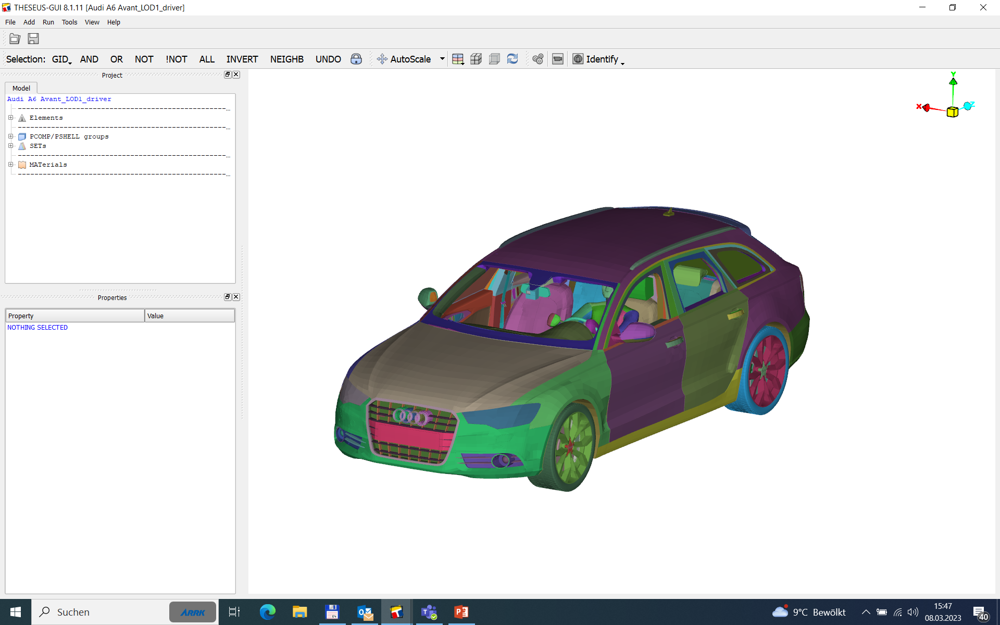 THESEUS-GUI 8.1.11 [Audi A6 Avant_LOD1_driver]
File Add Run Tools View Help
Selection: GID AND OR NOT !NOT ALL INVERT NEIGHB UNDO AutoScale Identify
Project
Model
Audi A6 Avant_LOD1_driver
Elements
PCOMP/PSHELL groups
SETs
MATerials
Properties
Property Value
NOTHING SELECTED
Y
X
Z
Suchen ARRK 9°C Bewölkt 15:47
08.03.2023
40